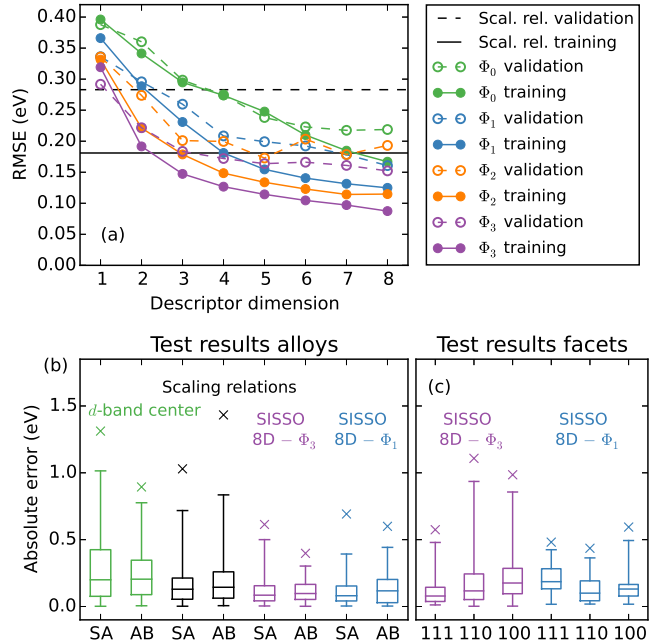 0.40
0.35
0.30
0.25
0.20
0.15
0.10
0.05
0.00
RMSE (eV)
(a)
1 2 3 4 5 6 7 8
Descriptor dimension
Scal. rel. validation
Scal. rel. training
Φ₀ validation
Φ₀ training
Φ₁ validation
Φ₁ training
Φ₂ validation
Φ₂ training
Φ₃ validation
Φ₃ training
Test results alloys
(b)
Scaling relations
d-band center
SISSO
8D − Φ₃
SISSO
8D − Φ₁
1.5
1.0
0.5
0.0
Absolute error (eV)
SA AB SA AB SA AB SA AB
Test results facets
(c)
SISSO
8D − Φ₃
SISSO
8D − Φ₁
111 110 100 111 110 100